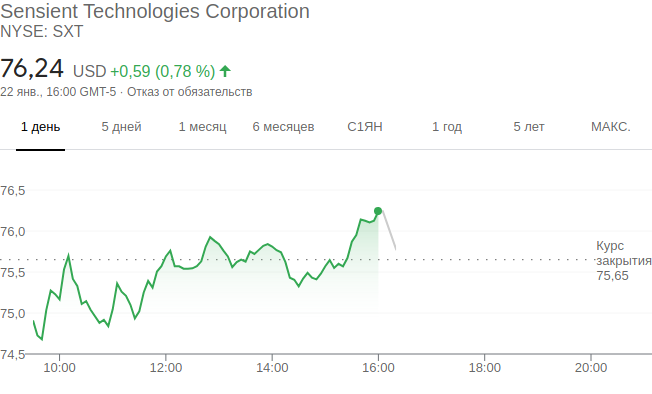 Sensient Technologies Corporation
NYSE: SXT
76,24 USD +0,59 (0,78 %)
22 янв., 16:00 GMT-5 · Отказ от обязательств
1 день 5 дней 1 месяц 6 месяцев С1ЯН 1 год 5 лет МАКС.
76,5
76,0
Курс
закрытия
75,65
75,5
75,0
74,5
10:00 12:00 14:00 16:00 18:00 20:00